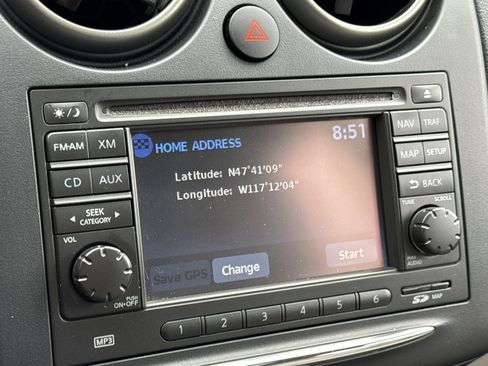 HOME ADDRESS
8:51
Latitude: N47°41'09"
Longitude: W117°12'04"
Save GPS
Change
Start
FM•AM
XM
CD
AUX
SEEK
CATEGORY
VOL
PUSH
ON•OFF
MP3
NAV
TRAF
MAP
SETUP
BACK
TUNE
SCROLL
PUSH
AUDIO
1 2 3 4 5 6
SD MAP